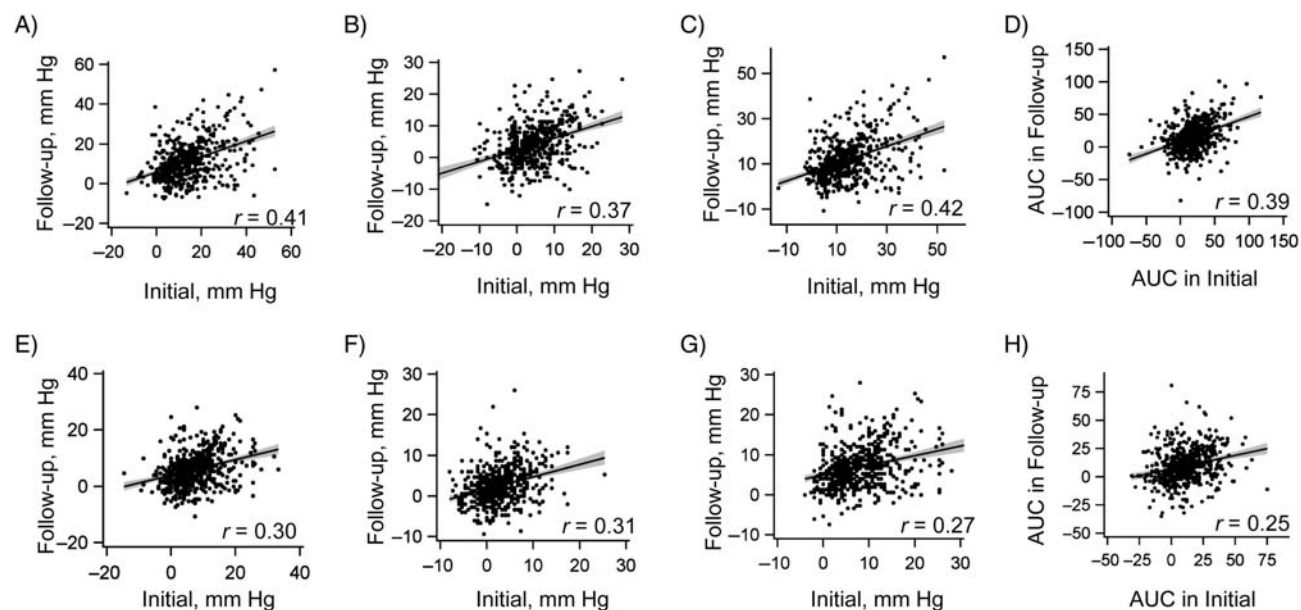 A)
Follow-up, mm Hg
60
40
20
0
–20
–20 0 20 40 60
Initial, mm Hg
r = 0.41
B)
Follow-up, mm Hg
30
20
10
0
–10
–20
–20 –10 0 10 20 30
Initial, mm Hg
r = 0.37
C)
Follow-up, mm Hg
50
30
10
–10
–10 10 30 50
Initial, mm Hg
r = 0.42
D)
AUC in Follow-up
150
100
50
0
–50
–100
–100 –50 0 50 100 150
AUC in Initial
r = 0.39
E)
Follow-up, mm Hg
40
20
0
–20
–20 0 20 40
Initial, mm Hg
r = 0.30
F)
Follow-up, mm Hg
30
20
10
0
–10
–10 0 10 20 30
Initial, mm Hg
r = 0.31
G)
Follow-up, mm Hg
30
20
10
0
–10
–10 0 10 20 30
Initial, mm Hg
r = 0.27
H)
AUC in Follow-up
75
50
25
0
–25
–50
–50 –25 0 25 50 75
AUC in Initial
r = 0.25